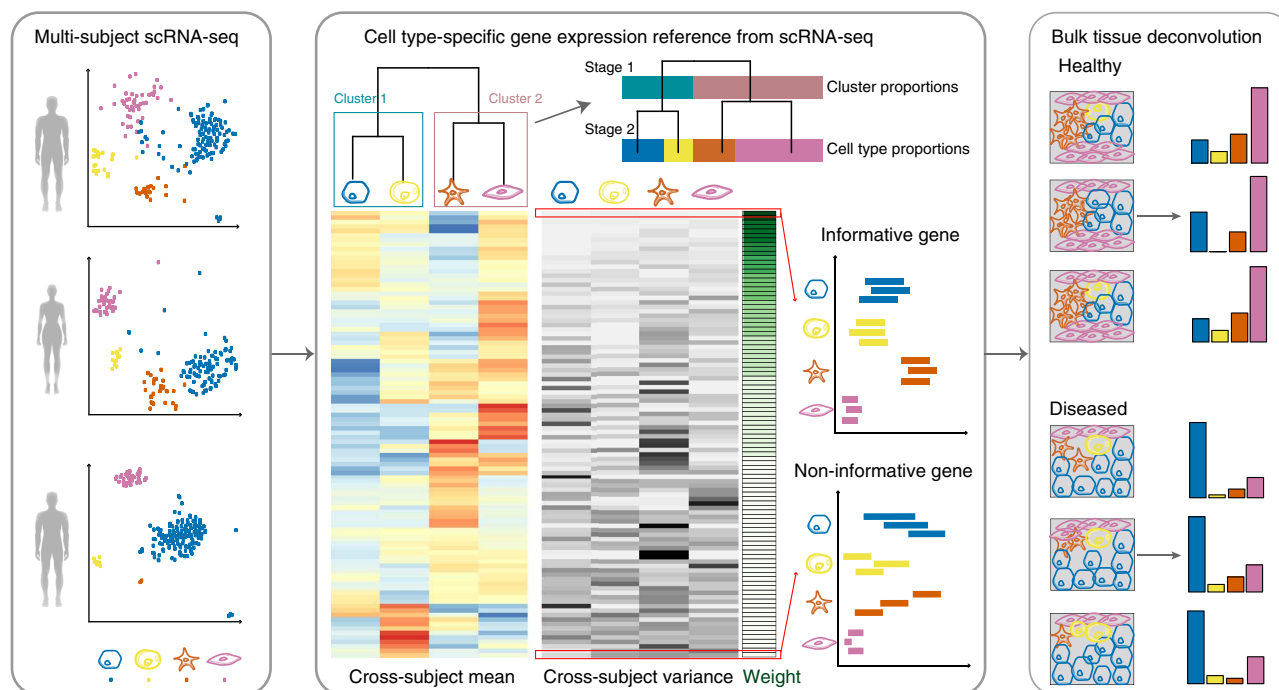 Multi-subject scRNA-seq
Cell type-specific gene expression reference from scRNA-seq
Cluster 1
Cluster 2
Stage 1
Cluster proportions
Stage 2
Cell type proportions
Informative gene
Non-informative gene
Cross-subject mean
Cross-subject variance
Weight
Bulk tissue deconvolution
Healthy
Diseased